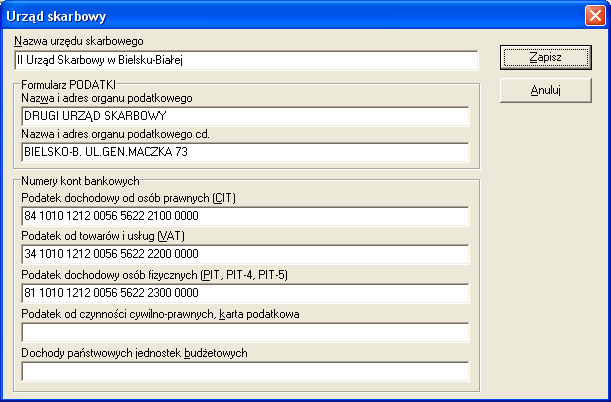 Urząd skarbowy
Nazwa urzędu skarbowego
II Urząd Skarbowy w Bielsku-Białej
Zapisz
Anuluj
Formularz PODATKI
Nazwa i adres organu podatkowego
DRUGI URZĄD SKARBOWY
Nazwa i adres organu podatkowego cd.
BIELSKO-B. UL.GEN.MACZKA 73
Numery kont bankowych
Podatek dochodowy od osób prawnych (CIT)
84 1010 1212 0056 5622 2100 0000
Podatek od towarów i usług (VAT)
34 1010 1212 0056 5622 2200 0000
Podatek dochodowy osób fizycznych (PIT, PIT-4, PIT-5)
81 1010 1212 0056 5622 2300 0000
Podatek od czynności cywilno-prawnych, karta podatkowa
Dochody państwowych jednostek budżetowych